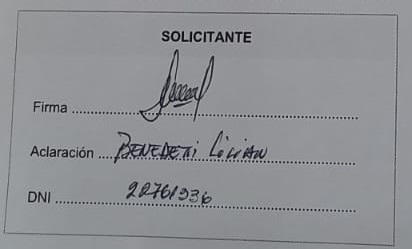 SOLICITANTE
Firma
Aclaración BENEDETI LILIAN
DNI 22761936